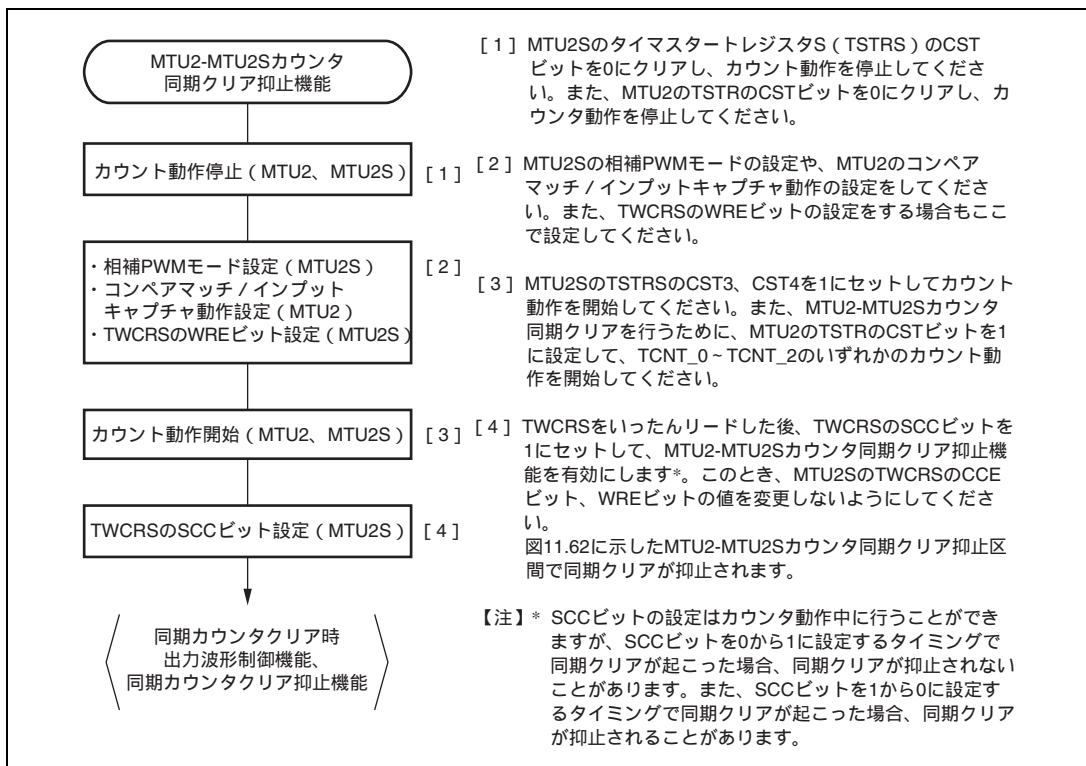 MTU2-MTU2Sカウンタ
同期クリア抑止機能
カウント動作停止（MTU2、MTU2S）
[1]
・相補PWMモード設定（MTU2S）
・コンペアマッチ／インプット
キャプチャ動作設定（MTU2）
・TWCRSのWREビット設定（MTU2S）
[2]
カウント動作開始（MTU2、MTU2S）
[3]
TWCRSのSCCビット設定（MTU2S）
[4]
同期カウンタクリア時
出力波形制御機能、
同期カウンタクリア抑止機能
[1] MTU2SのタイマスタートレジスタS（TSTRS）のCST
ビットを0にクリアし、カウント動作を停止してくださ
い。また、MTU2のTSTRのCSTビットを0にクリアし、カ
ウンタ動作を停止してください。
[2] MTU2Sの相補PWMモードの設定や、MTU2のコンペア
マッチ／インプットキャプチャ動作の設定をしてくださ
い。また、TWCRSのWREビットの設定をする場合もここ
で設定してください。
[3] MTU2SのTSTRSのCST3、CST4を1にセットしてカウント
動作を開始してください。また、MTU2-MTU2Sカウンタ
同期クリアを行うために、MTU2のTSTRのCSTビットを1
に設定して、TCNT_0～TCNT_2のいずれかのカウント動
作を開始してください。
[4] TWCRSをいったんリードした後、TWCRSのSCCビットを
1にセットして、MTU2-MTU2Sカウンタ同期クリア抑止機
能を有効にします*。このとき、MTU2SのTWCRSのCCE
ビット、WREビットの値を変更しないようにしてくださ
い。
図11.62に示したMTU2-MTU2Sカウンタ同期クリア抑止区
間で同期クリアが抑止されます。
【注】* SCCビットの設定はカウンタ動作中に行うことができ
ますが、SCCビットを0から1に設定するタイミングで
同期クリアが起こった場合、同期クリアが抑止されない
ことがあります。また、SCCビットを1から0に設定す
るタイミングで同期クリアが起こった場合、同期クリア
が抑止されることがあります。